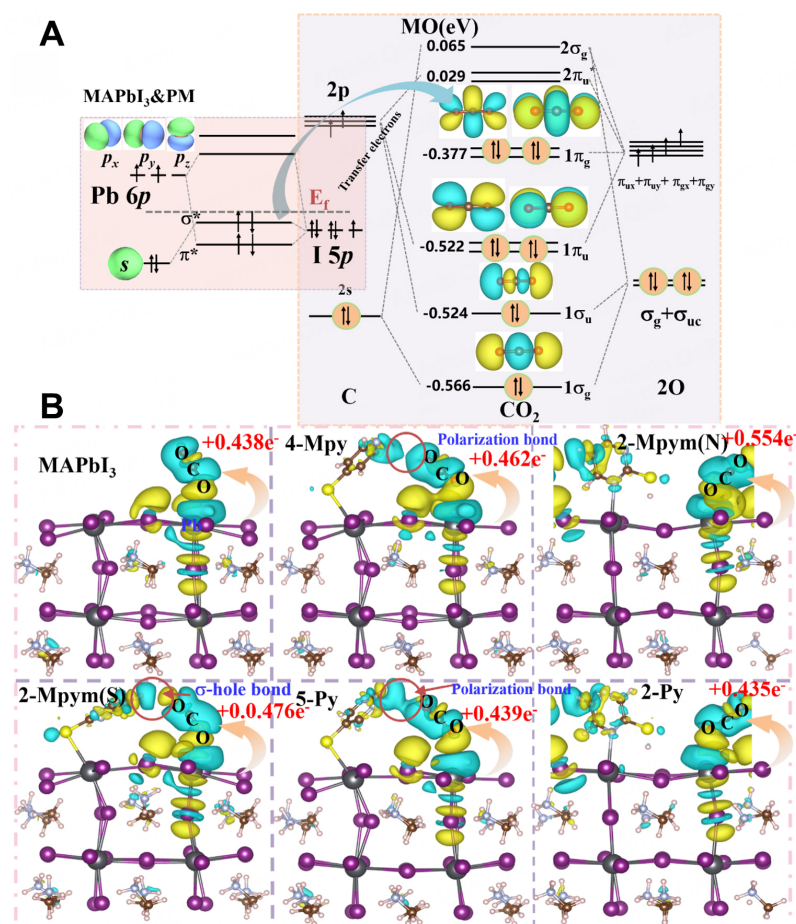 A
MO(eV)
0.065
2σg
0.029
2πu*
MAPbI3&PM
2p
Transfer electrons
px py pz
-0.377
1πg
πux+πuy+ πgx+πgy
Pb 6p
Ef
σ*
I 5p
-0.522
1πu
s
π*
2s
-0.524
1σu
σg+σuc
-0.566
1σg
C
CO2
2O
B
MAPbI3
+0.438e-
O
C
O
Pb
4-Mpy
Polarization bond
+0.462e-
O
C
O
2-Mpym(N)
+0.554e-
O
C
O
2-Mpym(S)
σ-hole bond
+0.0.476e-
O
C
O
5-Py
Polarization bond
+0.439e-
O
C
O
2-Py
+0.435e-
O
C
O